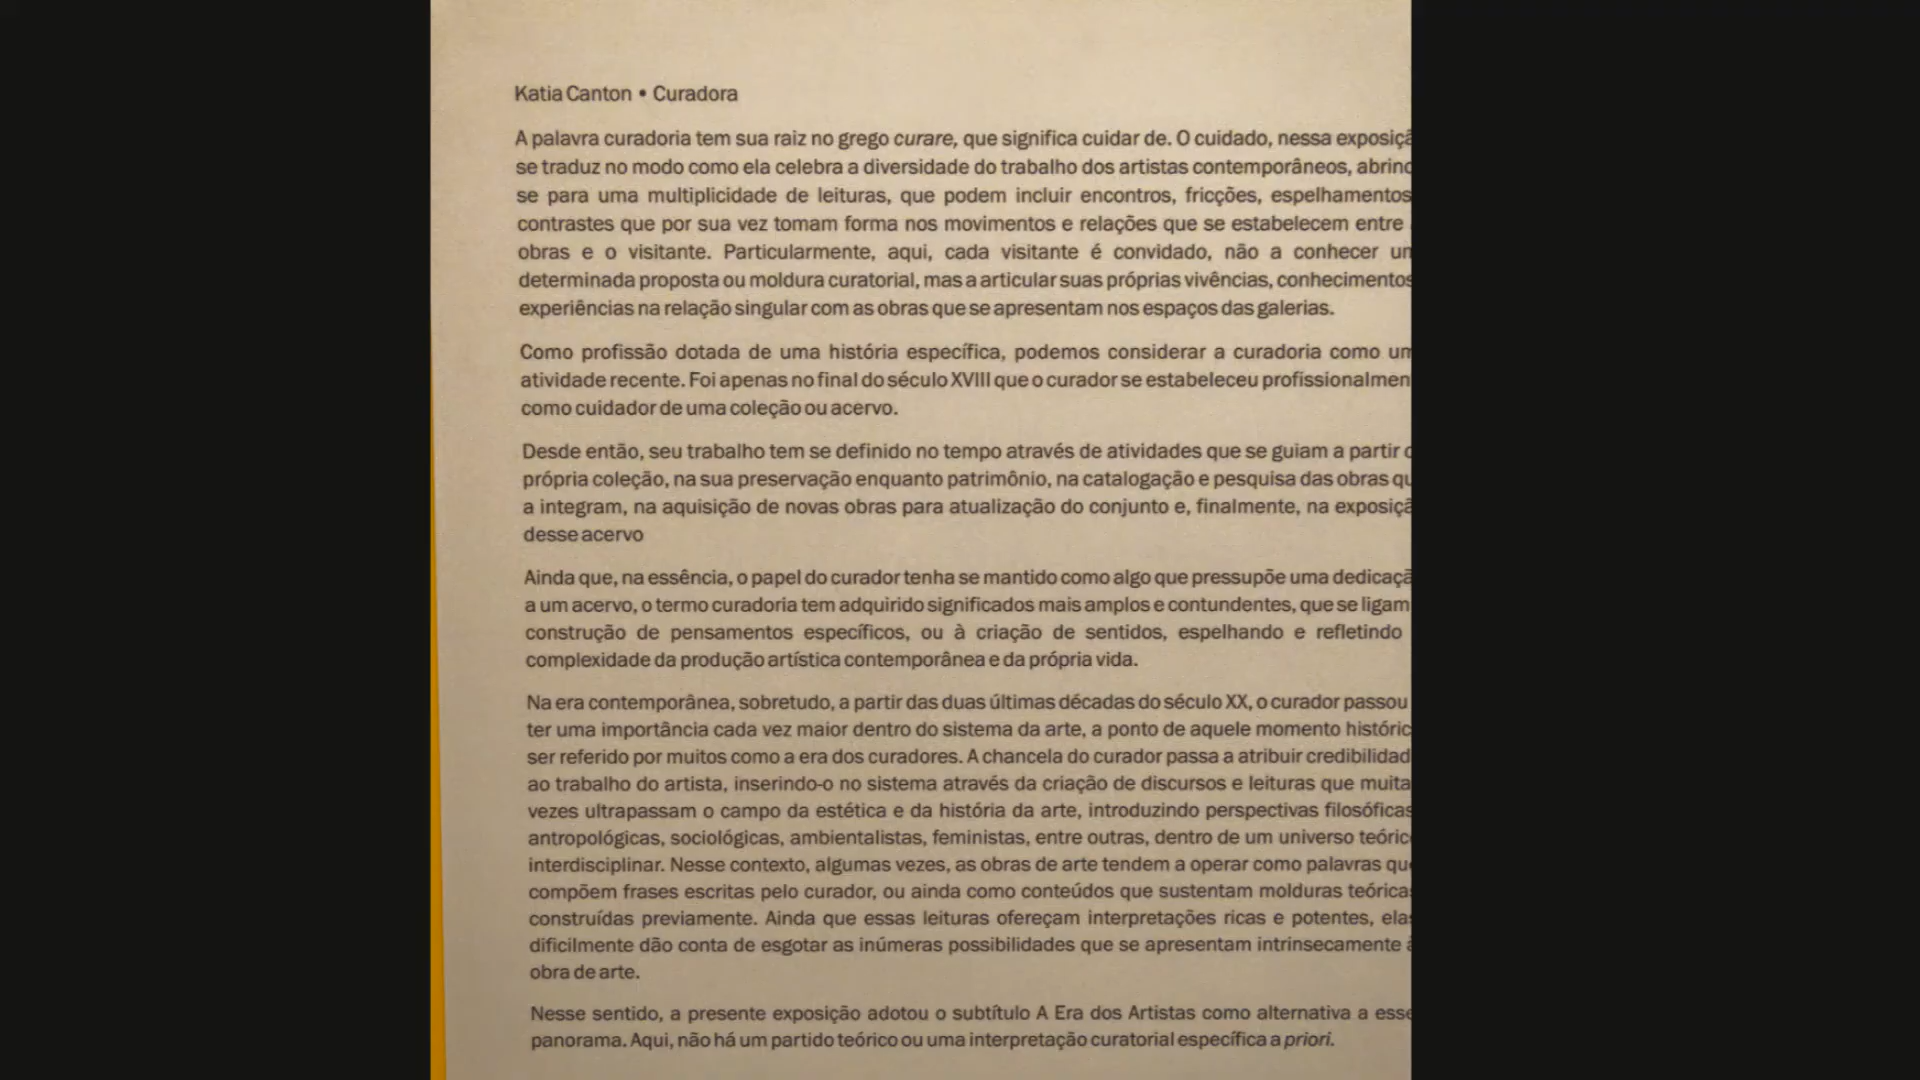 Katia Canton • Curadora
A palavra curadoria tem sua raiz no grego curare, que significa cuidar de. O cuidado, nessa
se traduz no modo como ela celebra a diversidade do trabalho dos artistas contemporâneos,
se para uma multiplicidade de leituras, que podem incluir encontros, fricções, espelhamentos
contrastes que por sua vez tomam forma nos movimentos e relações que se estabelecem entre
obras e o visitante. Particularmente, aqui, cada visitante é convidado, não a conhecer
determinada proposta ou moldura curatorial, mas a articular suas próprias vivências, conhecimentos
experiências na relação singular com as obras que se apresentam nos espaços das galerias.
Como profissão dotada de uma história específica, podemos considerar a curadoria como
atividade recente. Foi apenas no final do século XVIII que o curador se estabeleceu
como cuidador de uma coleção ou acervo.
Desde então, seu trabalho tem se definido no tempo através de atividades que se guiam a partir
própria coleção, na sua preservação enquanto patrimônio, na catalogação e pesquisa das obras
a integram, na aquisição de novas obras para atualização do conjunto e, finalmente, na
desse acervo
Ainda que, na essência, o papel do curador tenha se mantido como algo que pressupõe uma
a um acervo, o termo curadoria tem adquirido significados mais amplos e contundentes, que se ligam
construção de pensamentos específicos, ou à criação de sentidos, espelhando e refletindo
complexidade da produção artística contemporânea e da própria vida.
Na era contemporânea, sobretudo, a partir das duas últimas décadas do século XX, o curador passou
ter uma importância cada vez maior dentro do sistema da arte, a ponto de aquele momento
ser referido por muitos como a era dos curadores. A chancela do curador passa a atribuir
ao trabalho do artista, inserindo-o no sistema através da criação de discursos e leituras que
vezes ultrapassam o campo da estética e da história da arte, introduzindo perspectivas filosóficas
antropológicas, sociológicas, ambientalistas, feministas, entre outras, dentro de um universo
interdisciplinar. Nesse contexto, algumas vezes, as obras de arte tendem a operar como palavras
compõem frases escritas pelo curador, ou ainda como conteúdos que sustentam molduras
construídas previamente. Ainda que essas leituras ofereçam interpretações ricas e potentes,
dificilmente dão conta de esgotar as inúmeras possibilidades que se apresentam intrinsecamente
obra de arte.
Nesse sentido, a presente exposição adotou o subtítulo A Era dos Artistas como alternativa a
panorama. Aqui, não há um partido teórico ou uma interpretação curatorial específica a priori.